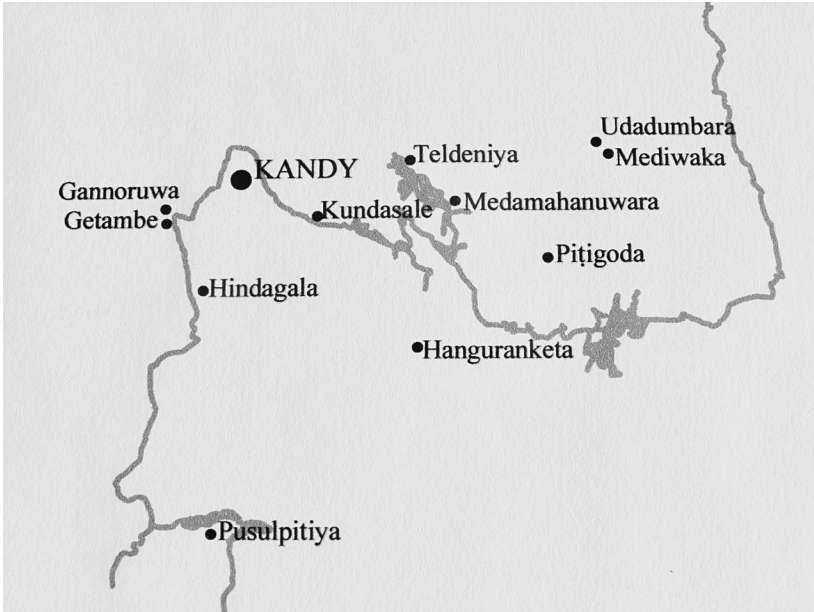 Udadumbara
Teldeniya
Mediwaka
KANDY
Gannoruwa
Medamahanuwara
Kundasale
Getambe
Piṭigoda
Hindagala
Hanguranketa
Pusulpitiya